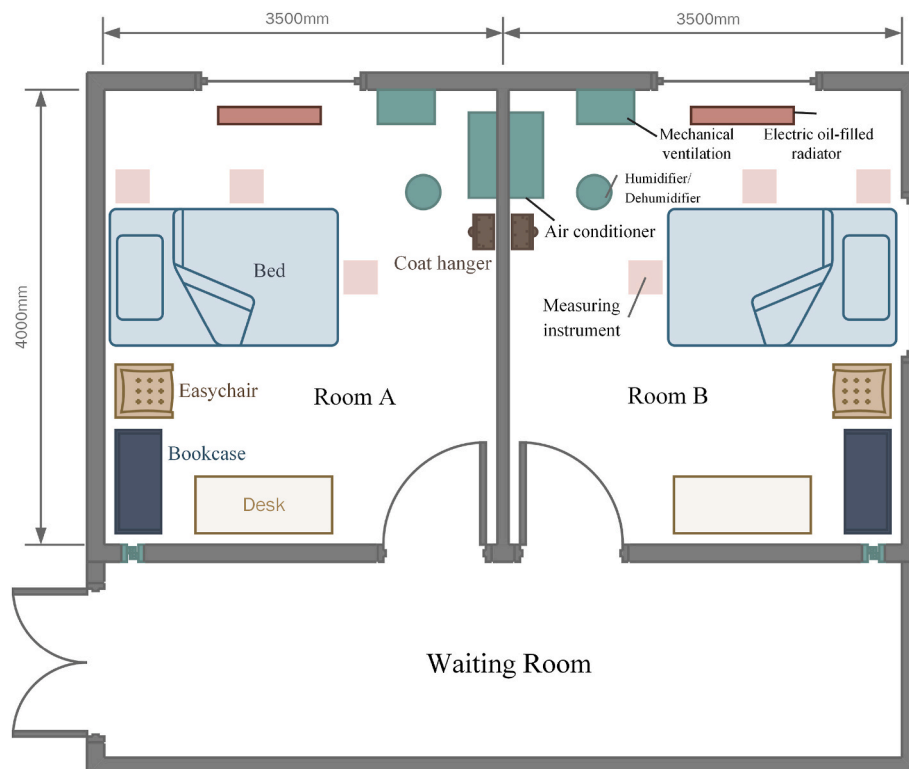 3500mm
3500mm
4000mm
Mechanical
ventilation
Electric oil-filled
radiator
Humidifier/
Dehumidifier
Air conditioner
Coat hanger
Bed
Measuring
instrument
Easychair
Room A
Room B
Bookcase
Desk
Waiting Room